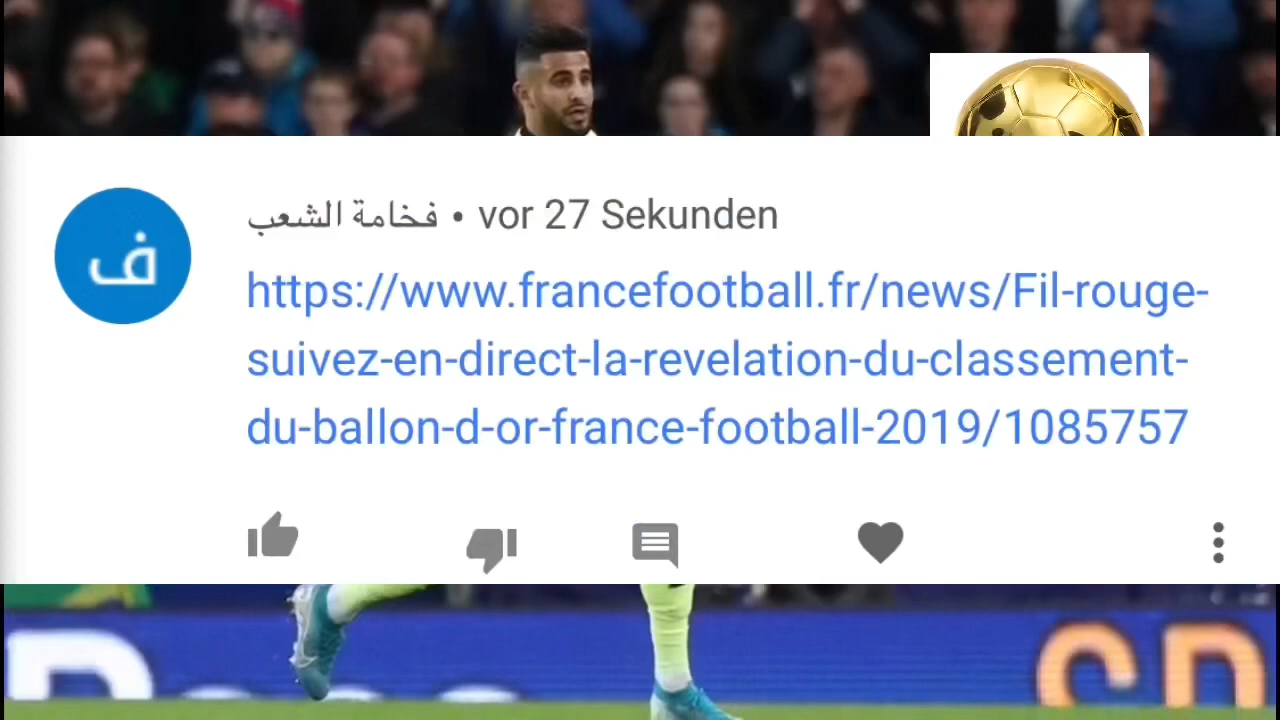 ف
فخامة الشعب • vor 27 Sekunden
https://www.francefootball.fr/news/Fil-rouge-
suivez-en-direct-la-revelation-du-classement-
du-ballon-d-or-france-football-2019/1085757